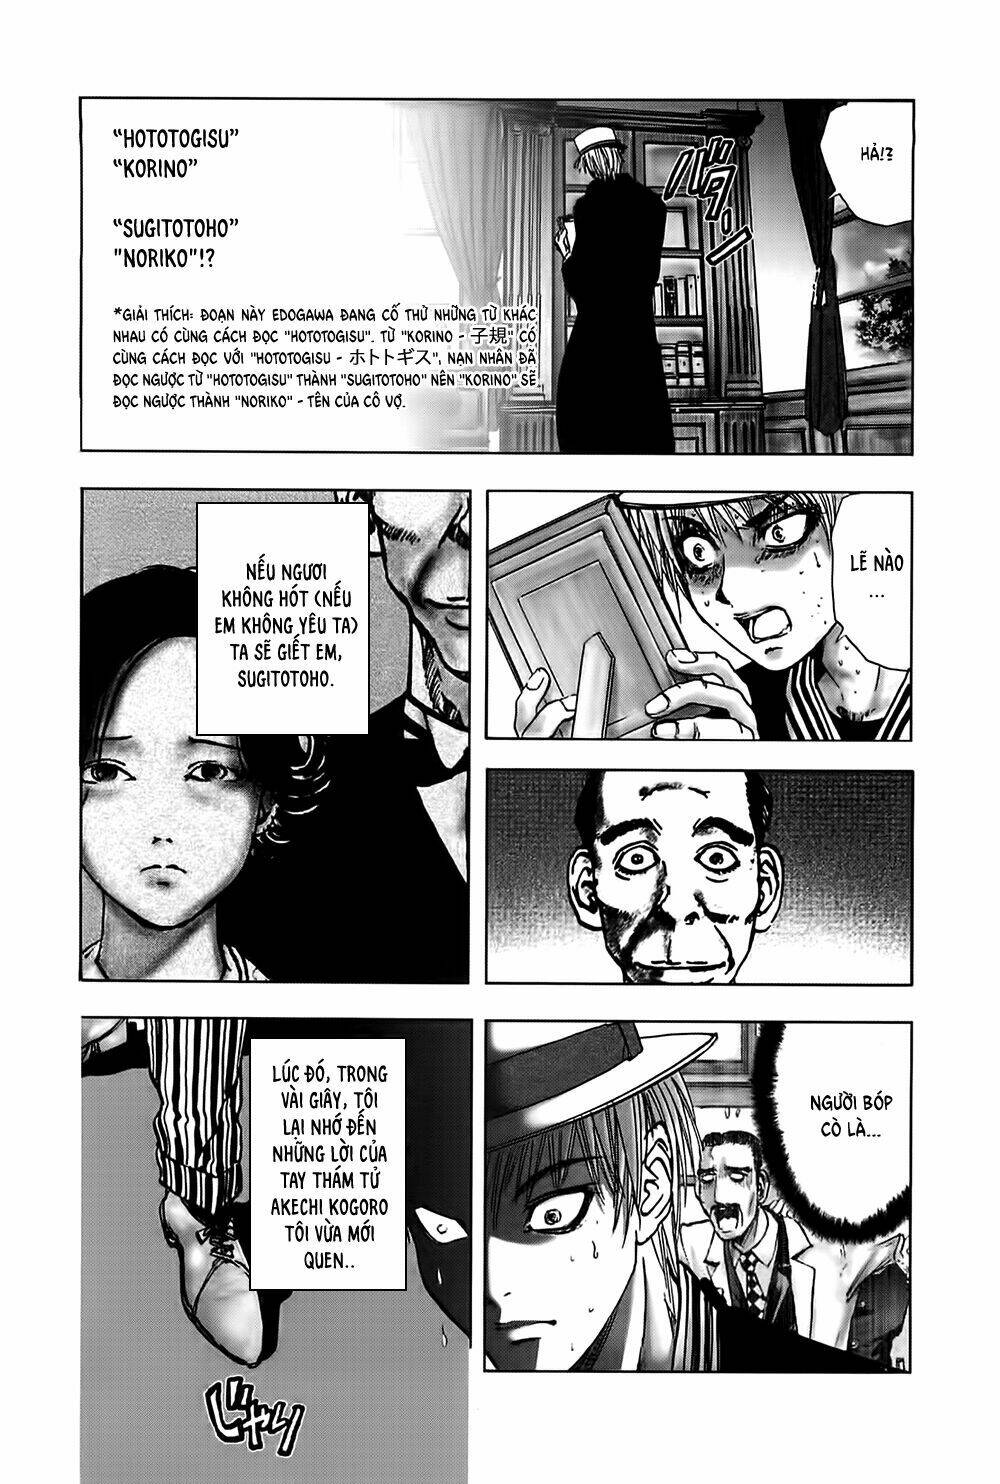 “HOTOTOGISU”
“KORINO”
“SUGITOTOHO”
"NORIKO"!?
*GIẢI THÍCH: ĐOẠN NÀY EDOGAWA ĐANG CỐ THỬ NHỮNG TỪ KHÁC
NHAU CÓ CÙNG CÁCH ĐỌC "HOTOTOGISU". TỪ "KORINO - 子規" CÓ
CÙNG CÁCH ĐỌC VỚI "HOTOTOGISU - ホトトギス", NẠN NHÂN ĐÃ
ĐỌC NGƯỢC TỪ "HOTOTOGISU" THÀNH "SUGITOTOHO" NÊN "KORINO" SẼ
ĐỌC NGƯỢC THÀNH "NORIKO" - TÊN CỦA CÔ VỢ.
HẢ!?
LẼ NÀO
...
NẾU NGƯƠI
KHÔNG HÓT (NẾU
EM KHÔNG YÊU TA)
TA SẼ GIẾT EM,
SUGITOTOHO.
NGƯỜI BÓP
CÒ LÀ...
LÚC ĐÓ, TRONG
VÀI GIÂY, TÔI
LẠI NHỚ ĐẾN
NHỮNG LỜI CỦA
TAY THÁM TỬ
AKECHI KOGORO
TÔI VỪA MỚI
QUEN..
じゃり